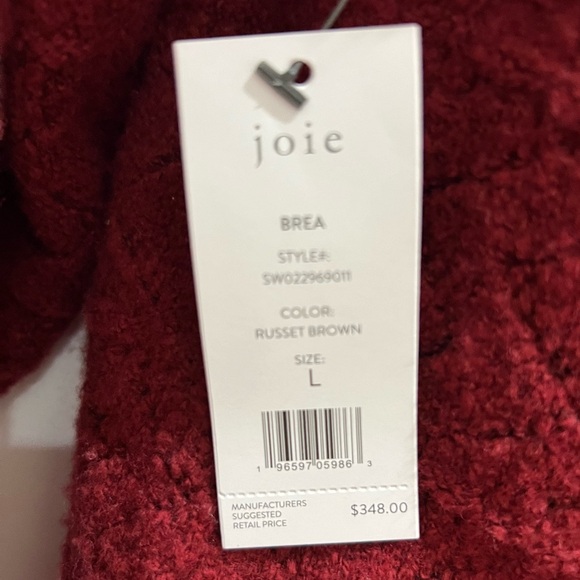 joie
BREA
STYLE#:
SW022969011
COLOR:
RUSSET BROWN
SIZE:
L
1 96597 05986 3
MANUFACTURERS
SUGGESTED
RETAIL PRICE
$348.00